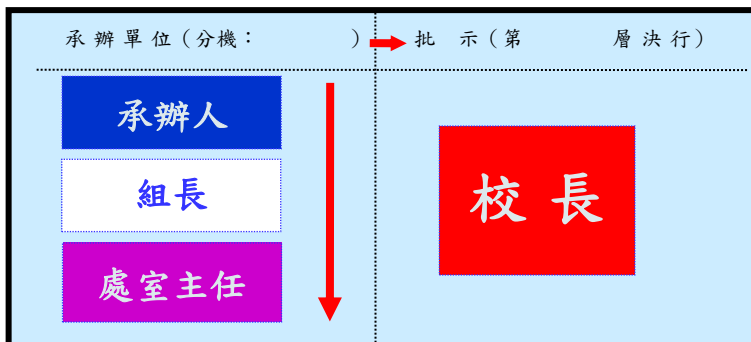 承辦單位(分機：　　　　)
批　示(第　　　　層決行)
承辦人
組長
處室主任
校長